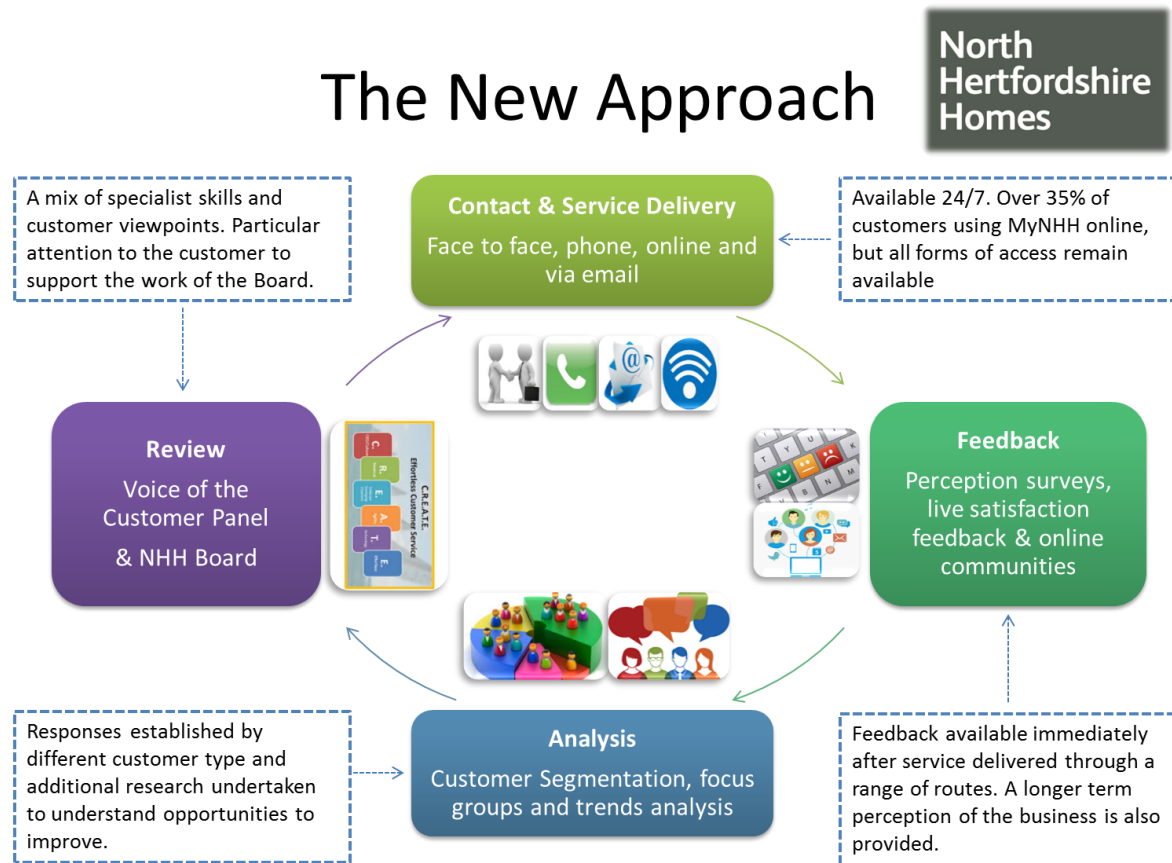 The New Approach
North
Hertfordshire
Homes
A mix of specialist skills and
customer viewpoints. Particular
attention to the customer to
support the work of the Board.
Contact & Service Delivery
Face to face, phone, online and
via email
Available 24/7. Over 35% of
customers using MyNHH online,
but all forms of access remain
available
Review
Voice of the
Customer Panel
& NHH Board
C.R.E.A.T.E.
Effortless Customer Service
C.
R.
E.
A.
T.
E.
@
T Y U
F
V B N M
Feedback
Perception surveys,
live satisfaction
feedback & online
communities
Responses established by
different customer type and
additional research undertaken
to understand opportunities to
improve.
Analysis
Customer Segmentation, focus
groups and trends analysis
Feedback available immediately
after service delivered through a
range of routes. A longer term
perception of the business is also
provided.